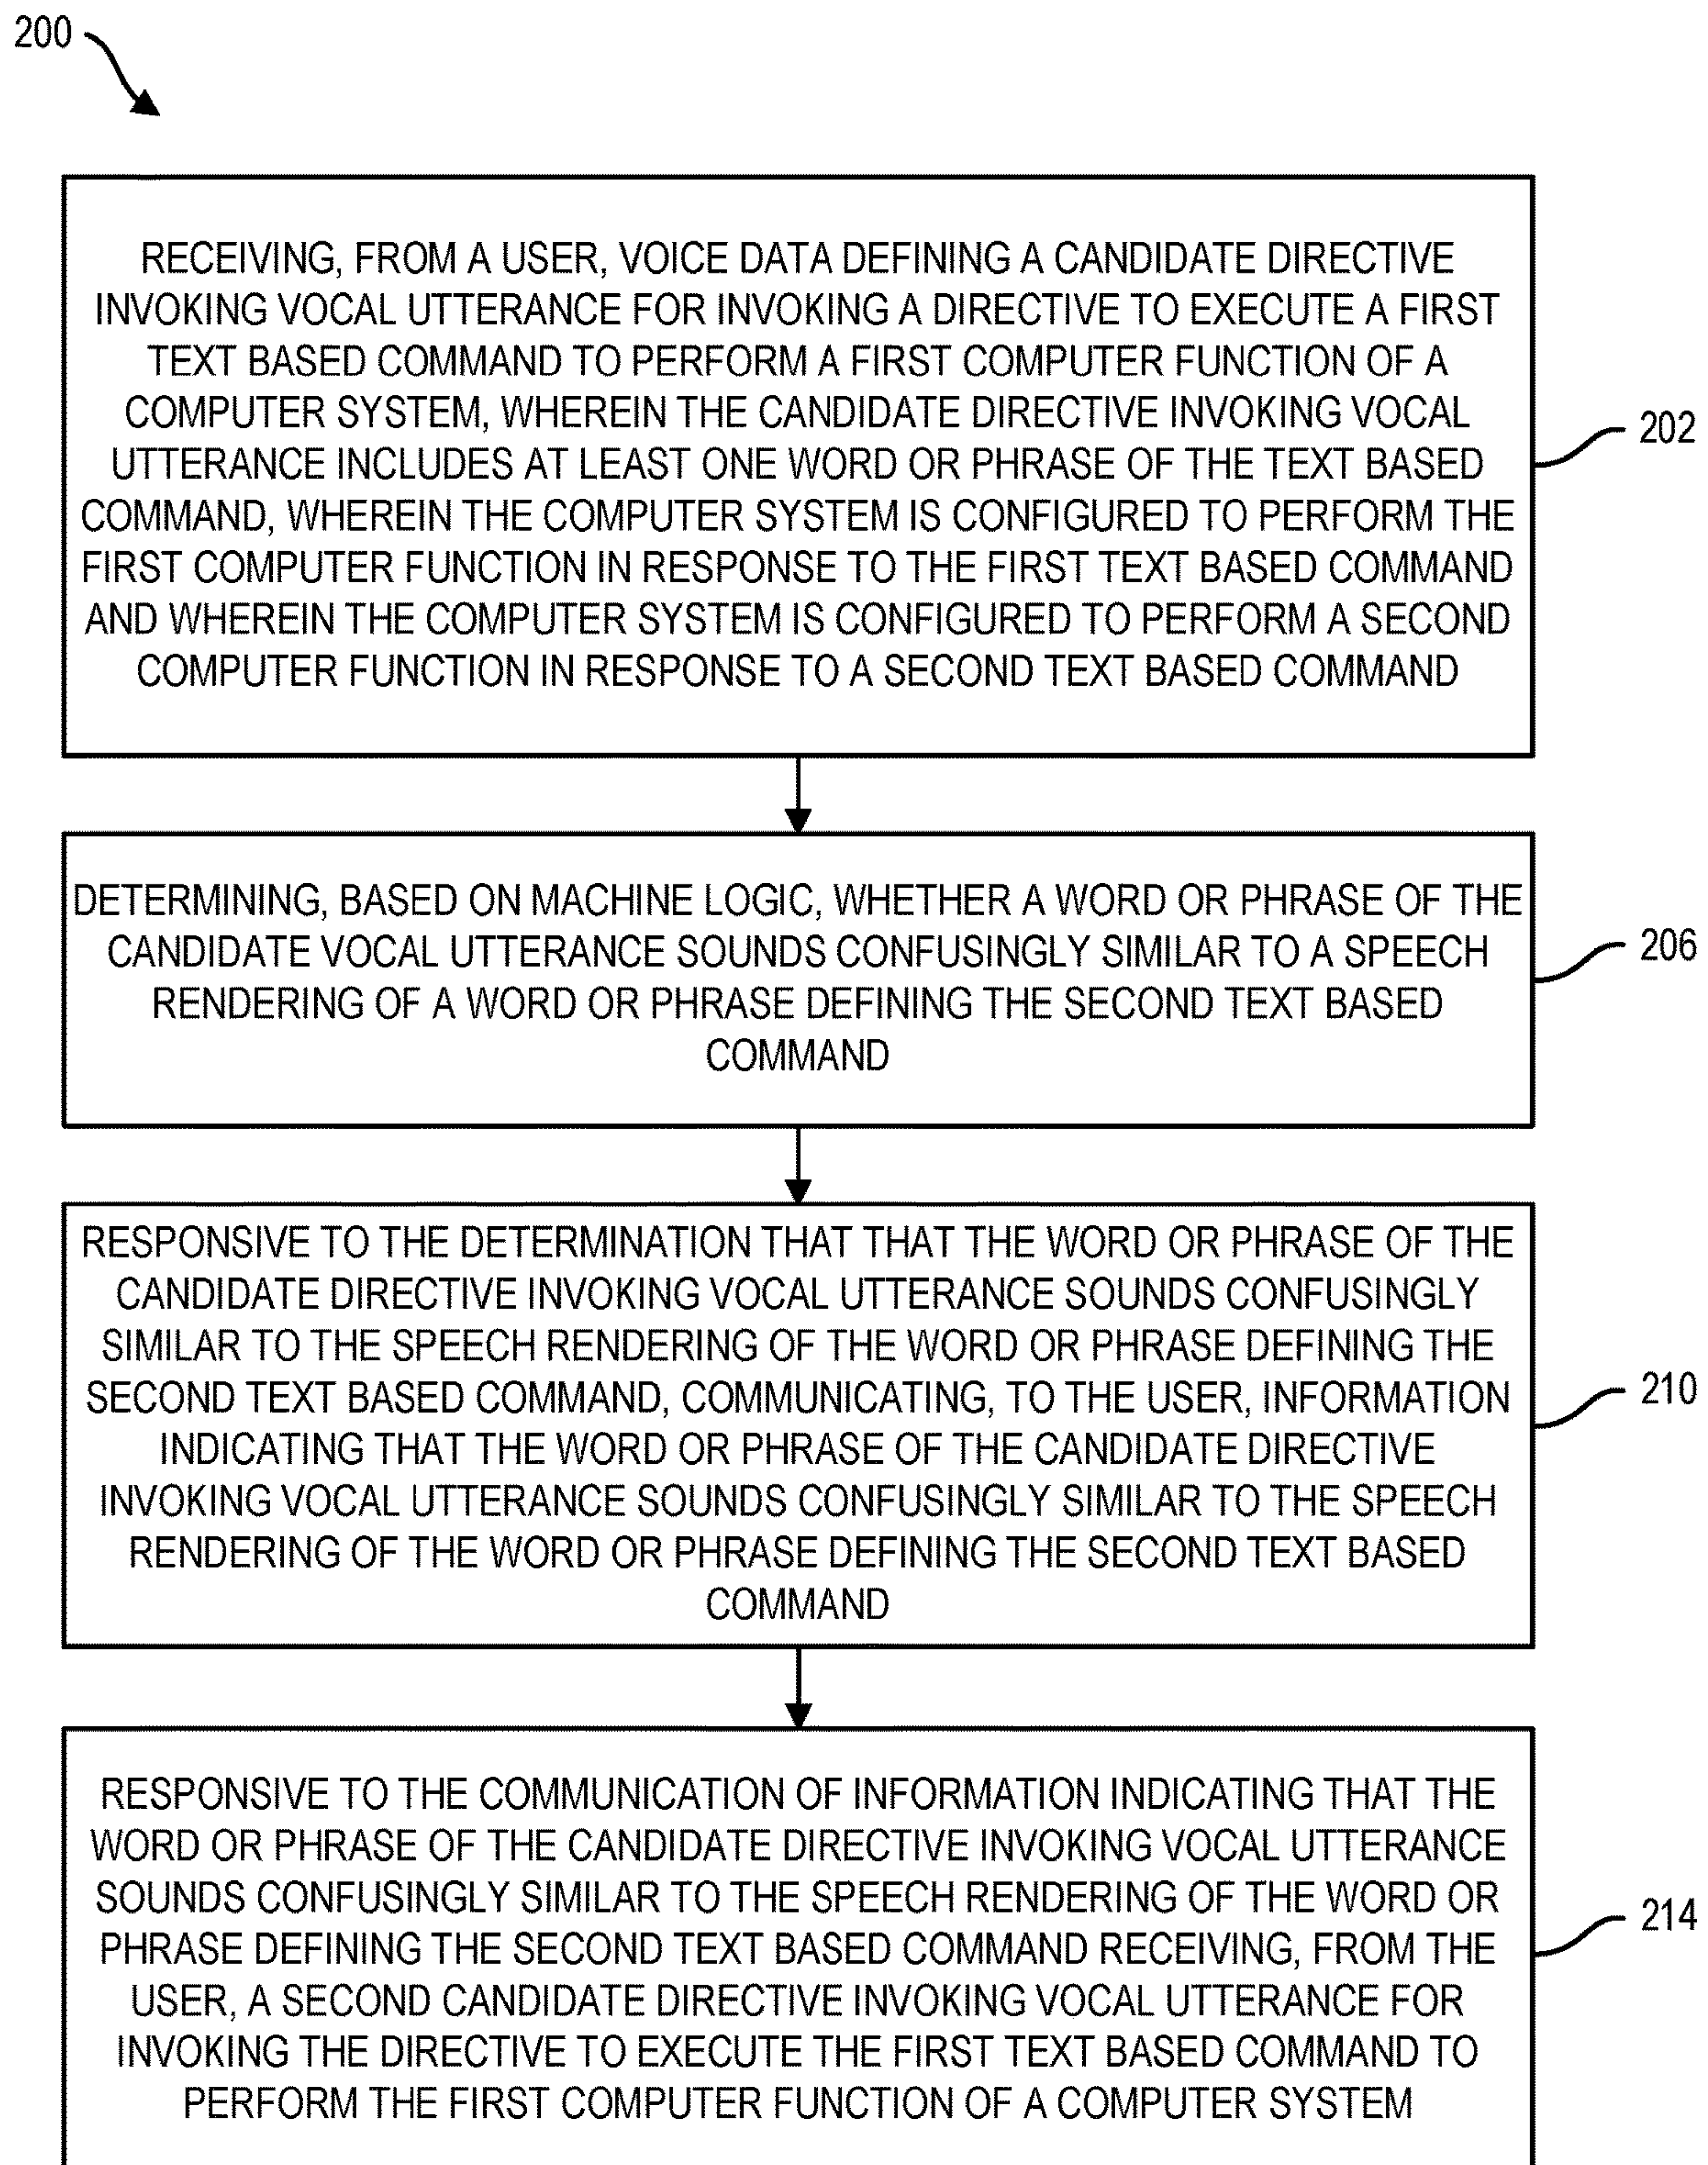 200
RECEIVING, FROM A USER, VOICE DATA DEFINING A CANDIDATE DIRECTIVE
INVOKING VOCAL UTTERANCE FOR INVOKING A DIRECTIVE TO EXECUTE A FIRST
TEXT BASED COMMAND TO PERFORM A FIRST COMPUTER FUNCTION OF A
COMPUTER SYSTEM, WHEREIN THE CANDIDATE DIRECTIVE INVOKING VOCAL
UTTERANCE INCLUDES AT LEAST ONE WORD OR PHRASE OF THE TEXT BASED
COMMAND, WHEREIN THE COMPUTER SYSTEM IS CONFIGURED TO PERFORM THE
FIRST COMPUTER FUNCTION IN RESPONSE TO THE FIRST TEXT BASED COMMAND
AND WHEREIN THE COMPUTER SYSTEM IS CONFIGURED TO PERFORM A SECOND
COMPUTER FUNCTION IN RESPONSE TO A SECOND TEXT BASED COMMAND
202
DETERMINING, BASED ON MACHINE LOGIC, WHETHER A WORD OR PHRASE OF THE
CANDIDATE VOCAL UTTERANCE SOUNDS CONFUSINGLY SIMILAR TO A SPEECH
RENDERING OF A WORD OR PHRASE DEFINING THE SECOND TEXT BASED
COMMAND
206
RESPONSIVE TO THE DETERMINATION THAT THAT THE WORD OR PHRASE OF THE
CANDIDATE DIRECTIVE INVOKING VOCAL UTTERANCE SOUNDS CONFUSINGLY
SIMILAR TO THE SPEECH RENDERING OF THE WORD OR PHRASE DEFINING THE
SECOND TEXT BASED COMMAND, COMMUNICATING, TO THE USER, INFORMATION
INDICATING THAT THE WORD OR PHRASE OF THE CANDIDATE DIRECTIVE
INVOKING VOCAL UTTERANCE SOUNDS CONFUSINGLY SIMILAR TO THE SPEECH
RENDERING OF THE WORD OR PHRASE DEFINING THE SECOND TEXT BASED
COMMAND
210
RESPONSIVE TO THE COMMUNICATION OF INFORMATION INDICATING THAT THE
WORD OR PHRASE OF THE CANDIDATE DIRECTIVE INVOKING VOCAL UTTERANCE
SOUNDS CONFUSINGLY SIMILAR TO THE SPEECH RENDERING OF THE WORD OR
PHRASE DEFINING THE SECOND TEXT BASED COMMAND RECEIVING, FROM THE
USER, A SECOND CANDIDATE DIRECTIVE INVOKING VOCAL UTTERANCE FOR
INVOKING THE DIRECTIVE TO EXECUTE THE FIRST TEXT BASED COMMAND TO
PERFORM THE FIRST COMPUTER FUNCTION OF A COMPUTER SYSTEM
214